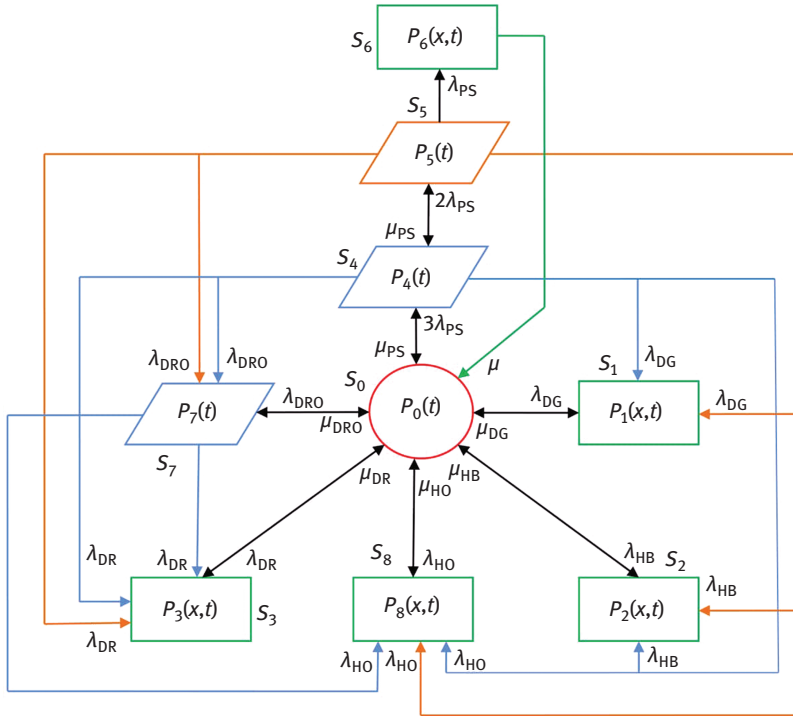 S6
P6(x,t)
λPS
S5
P5(t)
2λPS
μPS
S4
P4(t)
3λPS
μPS
μ
λDRO
λDRO
S0
S1
λDG
P7(t)
λDRO
μDRO
P0(t)
λDG
μDG
P1(x,t)
λDG
S7
μDR
μHO
μHB
λDR
λDR
λDR
S8
λHO
λHB
S2
λHB
P3(x,t)
S3
P8(x,t)
P2(x,t)
λDR
λHO
λHO
λHO
λHB